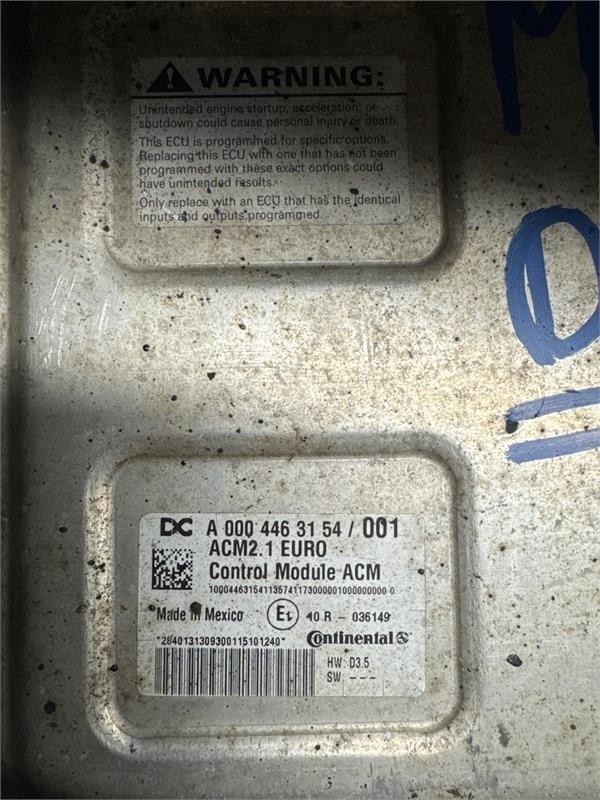 WARNING:
Unintended engine startup, acceleration, or
shutdown could cause personal injury or death.
This ECU is programmed for specific options.
Replacing this ECU with one that has not been
programmed with these exact options could
have unintended results.
Only replace with an ECU that has the identical
inputs and outputs programmed.
M
0
DC A 000 446 31 54 / 001
ACM2.1 EURO
Control Module ACM
Made in Mexico E1 10 R - 036149
*2840131309300115101240* Continental
HW: D3.5
SW: ---